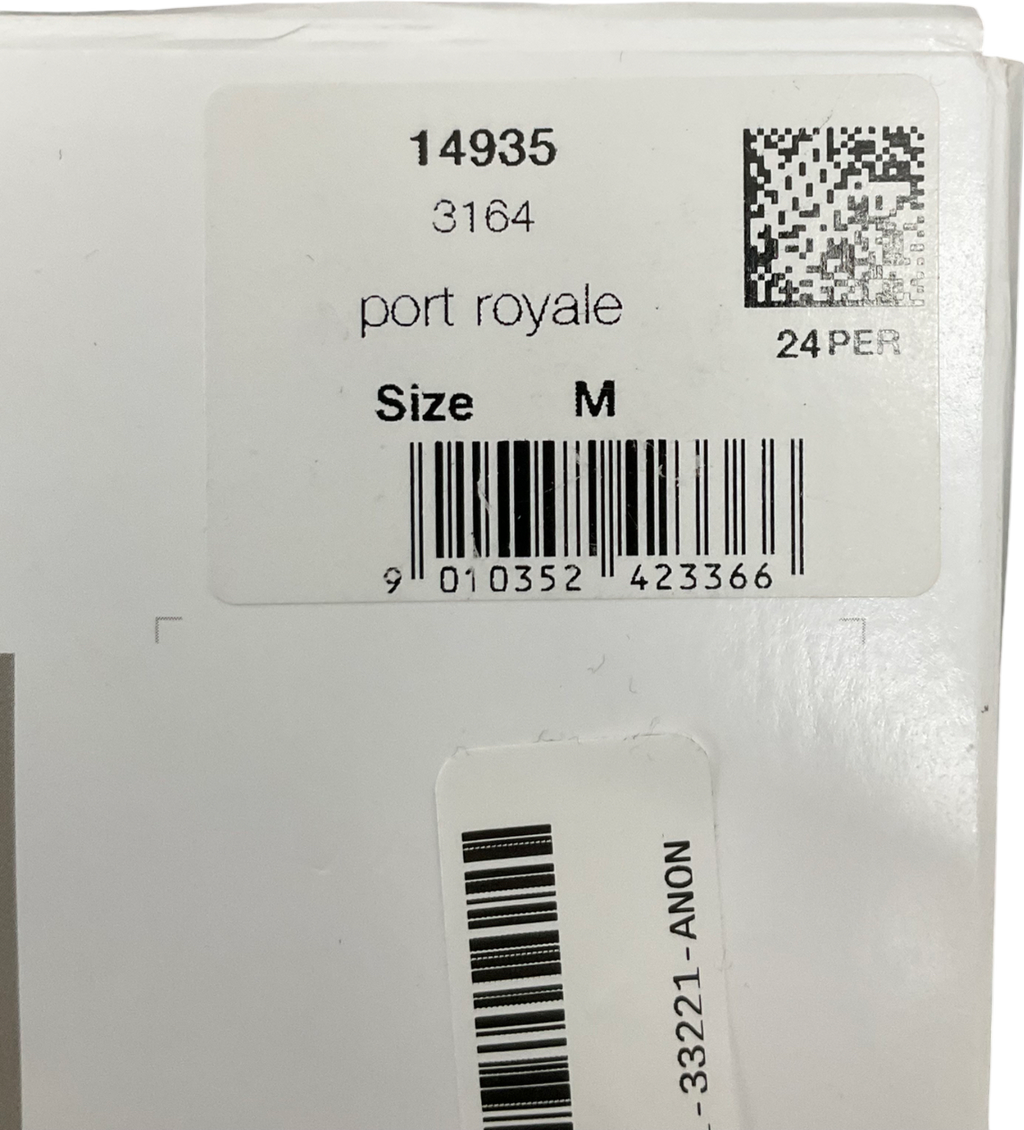 14935
3164
port royale
24PER
Size M
9 010352 423366
-33221-ANON